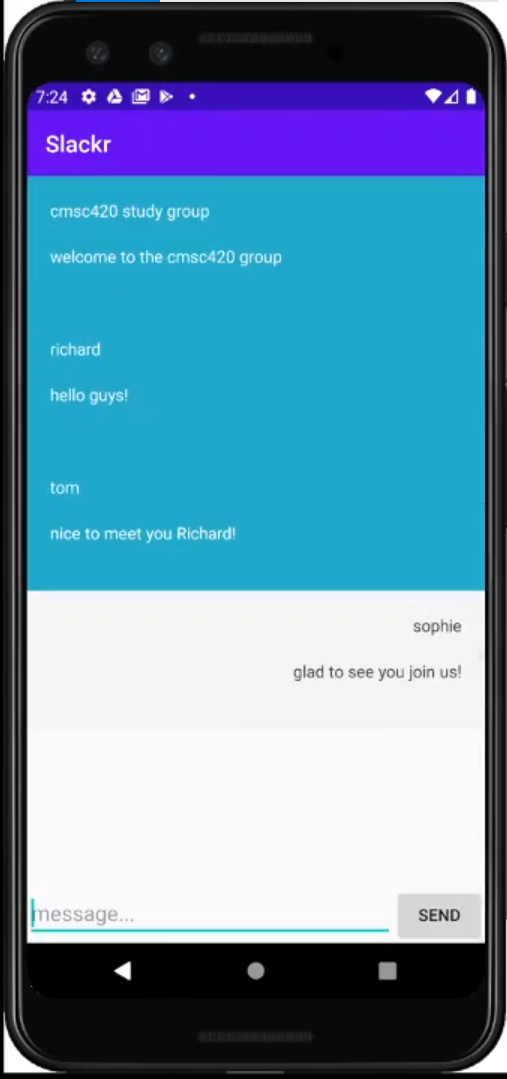 7:24
Slackr
cmsc420 study group
welcome to the cmsc420 group
richard
hello guys!
tom
nice to meet you Richard!
sophie
glad to see you join us!
message...
SEND